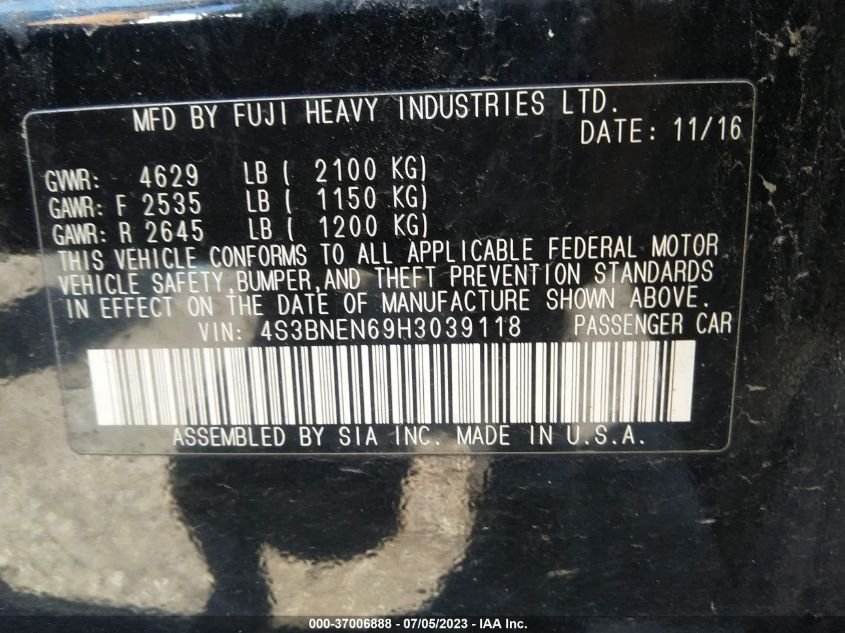 MFD BY FUJI HEAVY INDUSTRIES LTD.
DATE: 11/16
GVWR: 4629 LB ( 2100 KG)
GAWR: F 2535 LB ( 1150 KG)
GAWR: R 2645 LB ( 1200 KG)
THIS VEHICLE CONFORMS TO ALL APPLICABLE FEDERAL MOTOR
VEHICLE SAFETY,BUMPER,AND THEFT PREVENTION STANDARDS
IN EFFECT ON THE DATE OF MANUFACTURE SHOWN ABOVE.
VIN: 4S3BNEN69H3039118 PASSENGER CAR
ASSEMBLED BY SIA INC. MADE IN U.S.A.
000-37006888 - 07/05/2023 - IAA Inc.